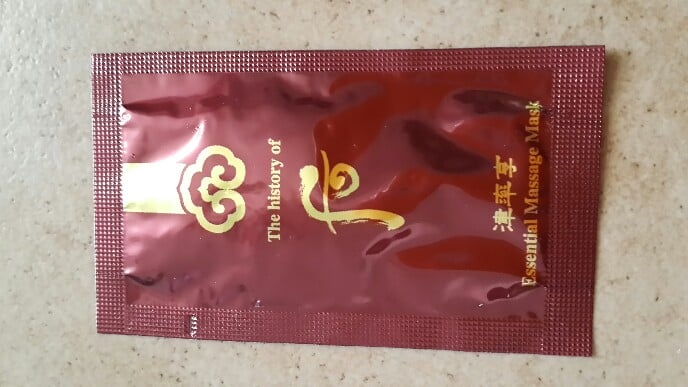 The history of
后
津率享
Essential Massage Mask